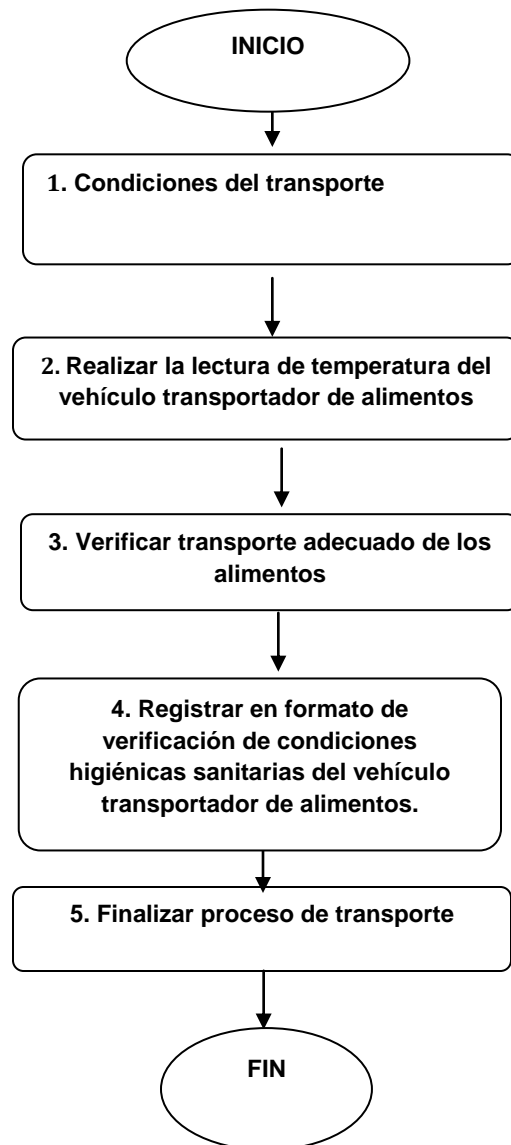 INICIO
1. Condiciones del transporte
2. Realizar la lectura de temperatura del
vehículo transportador de alimentos
3. Verificar transporte adecuado de los
alimentos
4. Registrar en formato de
verificación de condiciones
higiénicas sanitarias del vehículo
transportador de alimentos.
5. Finalizar proceso de transporte
FIN